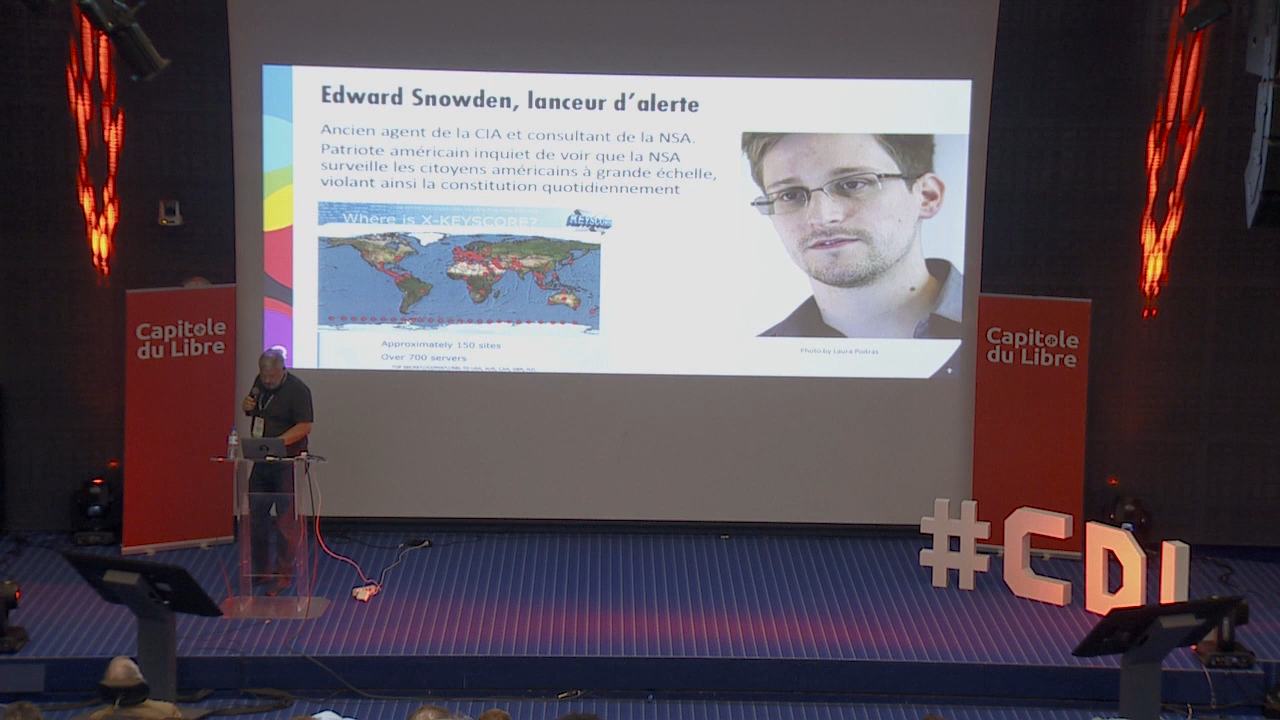 Edward Snowden, lanceur d'alerte
Ancien agent de la CIA et consultant de la NSA.
Patriote américain inquiet de voir que la NSA
surveille les citoyens américains à grande échelle,
violant ainsi la constitution quotidiennement
Where is X-KEYSCORE?
Approximately 150 sites
Over 700 servers
Photo by Laura Poitras
Capitole
du Libre
Capitole
du Libre
#CDL